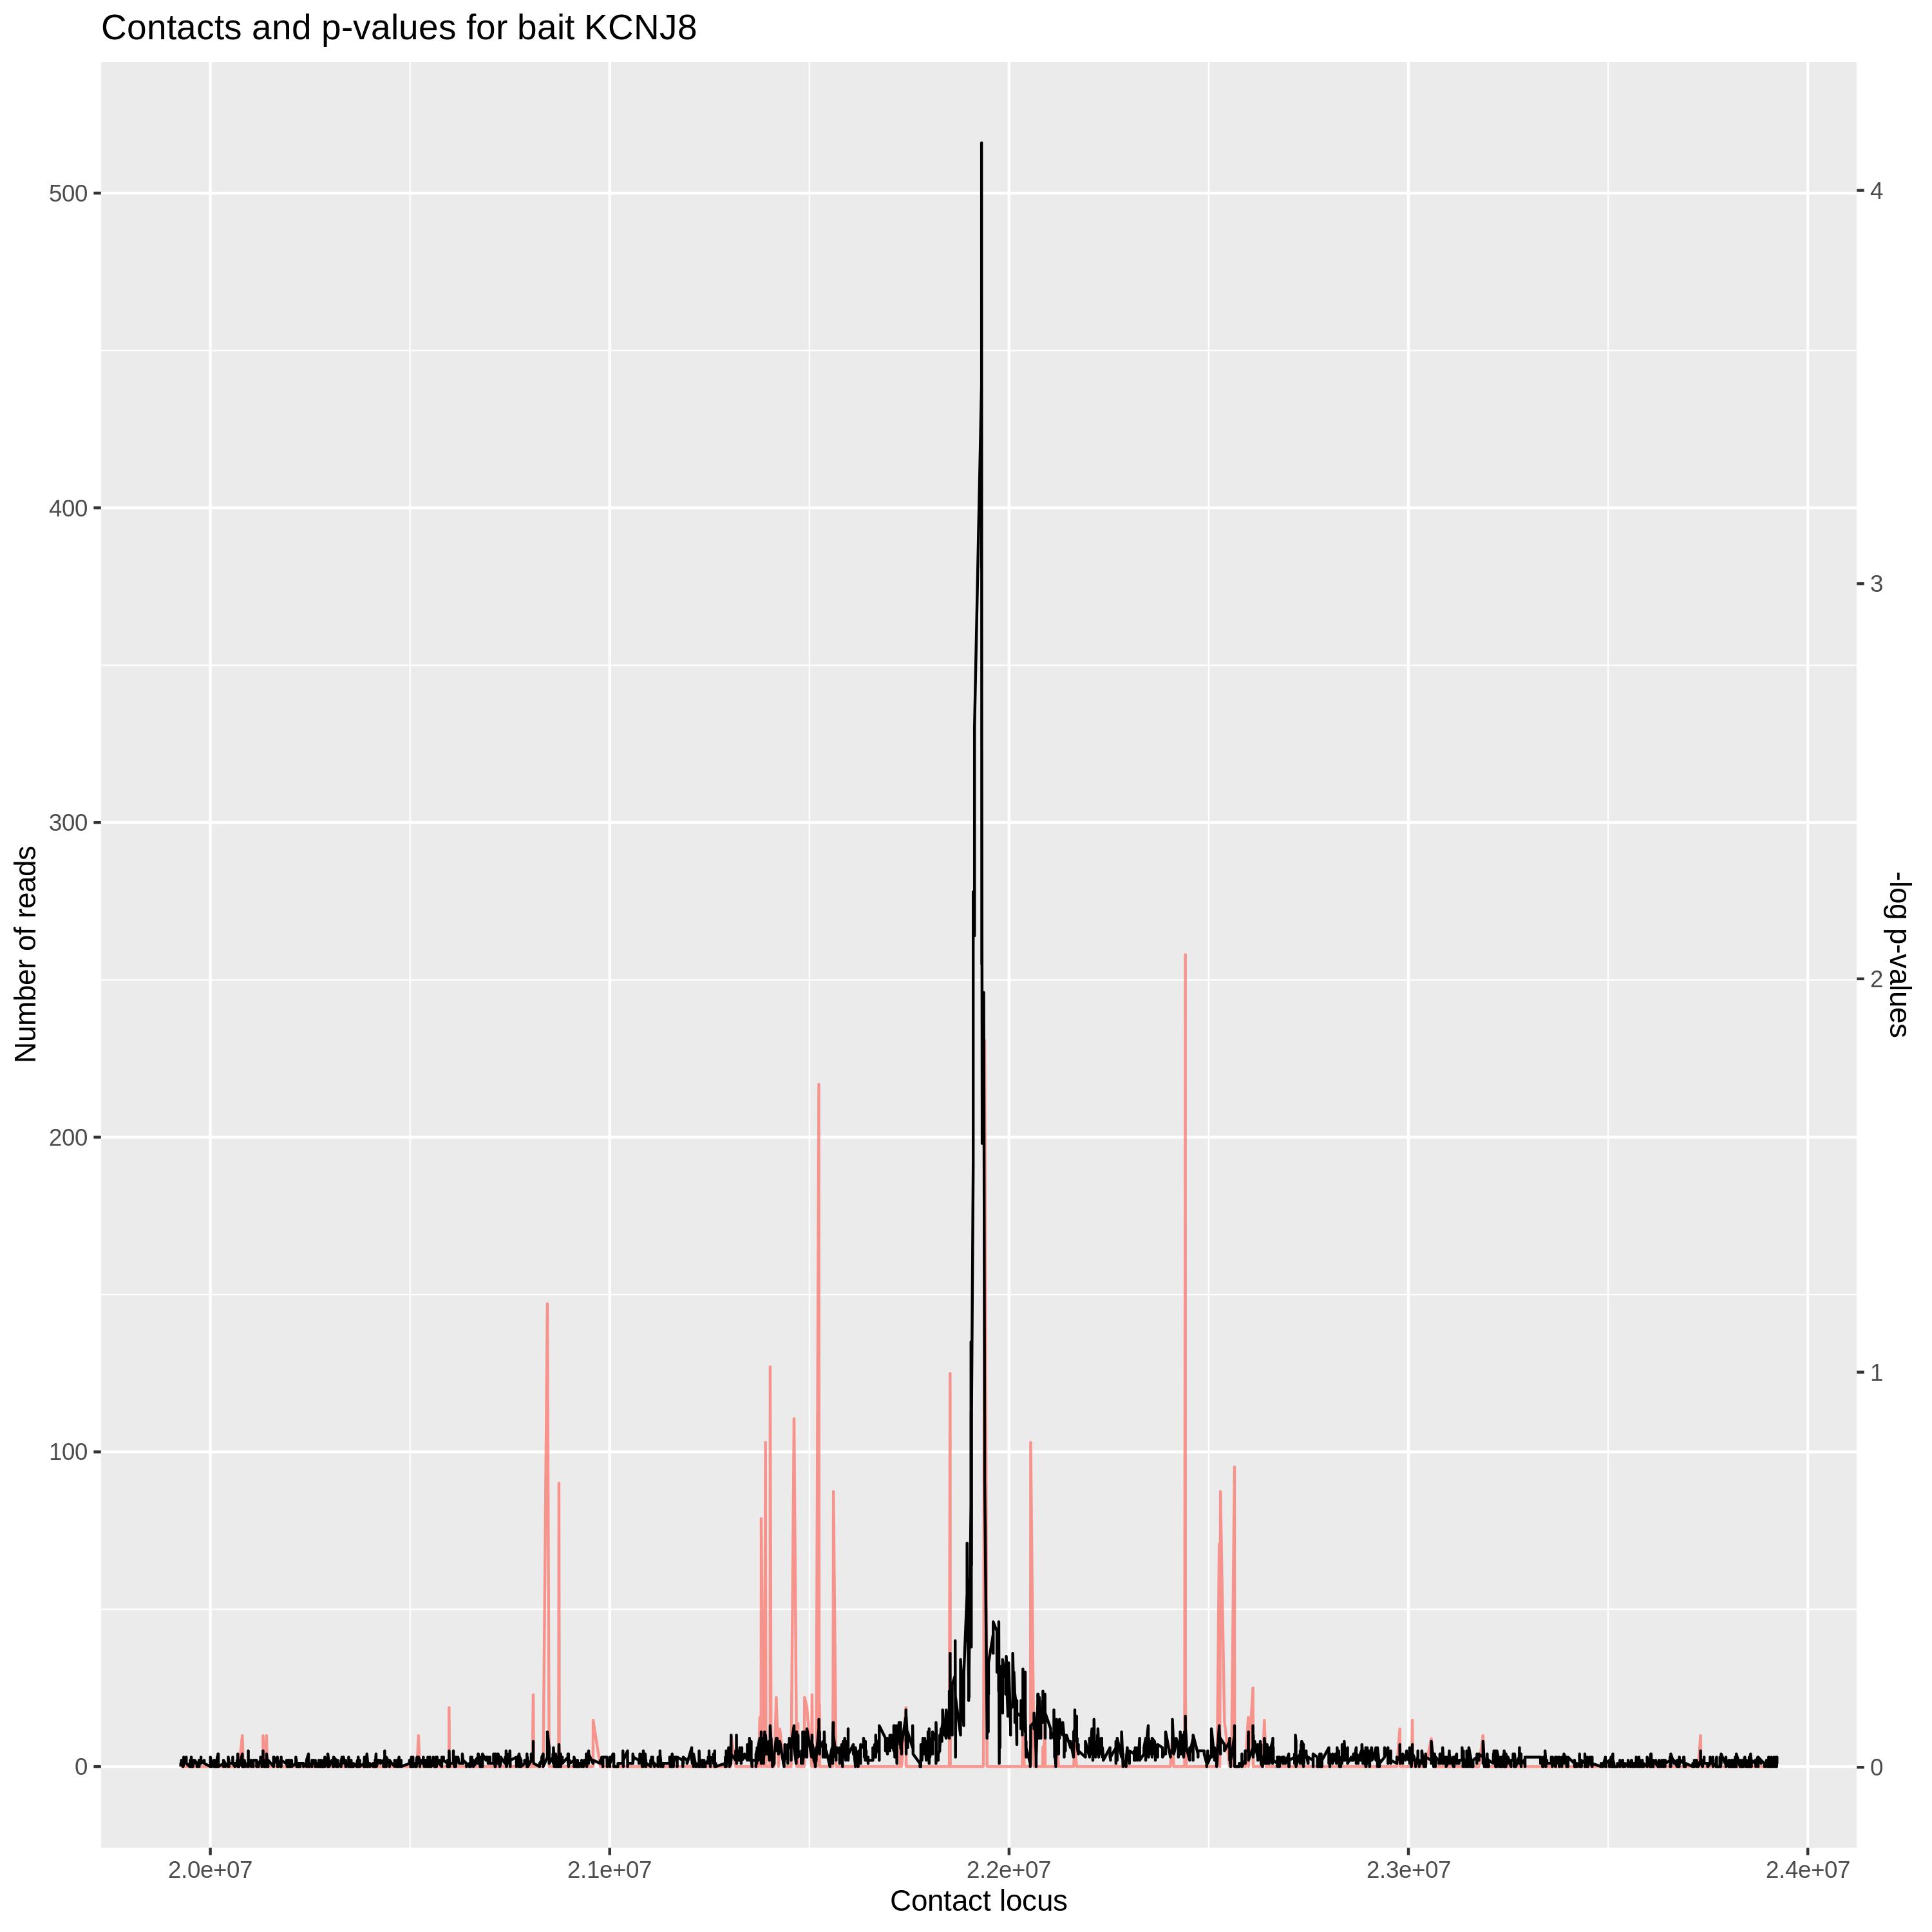 Contacts and p-values for bait KCNJ8
500
400
300
200
100
0
Number of reads
4
3
2
1
0
-log p-values
2.0e+07
2.1e+07
2.2e+07
2.3e+07
2.4e+07
Contact locus